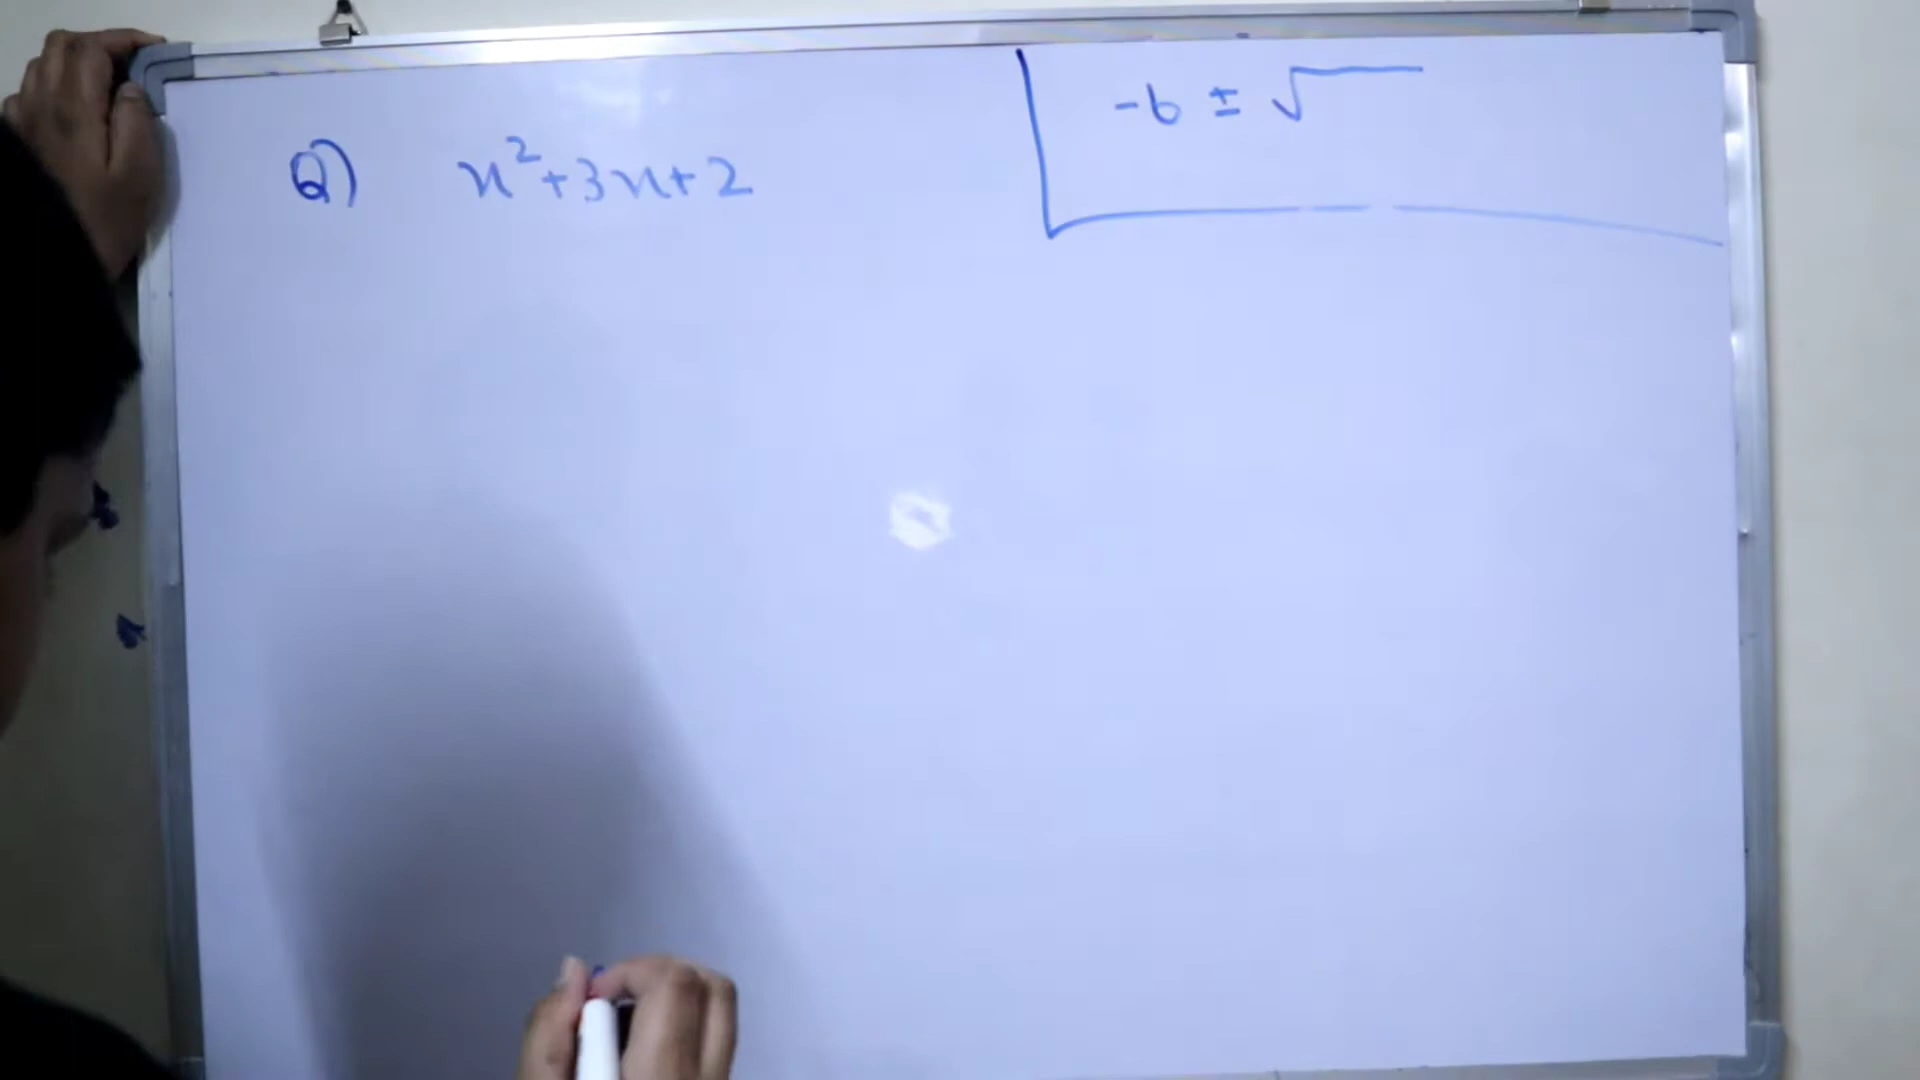 Q) x²+3x+2
-b ± √